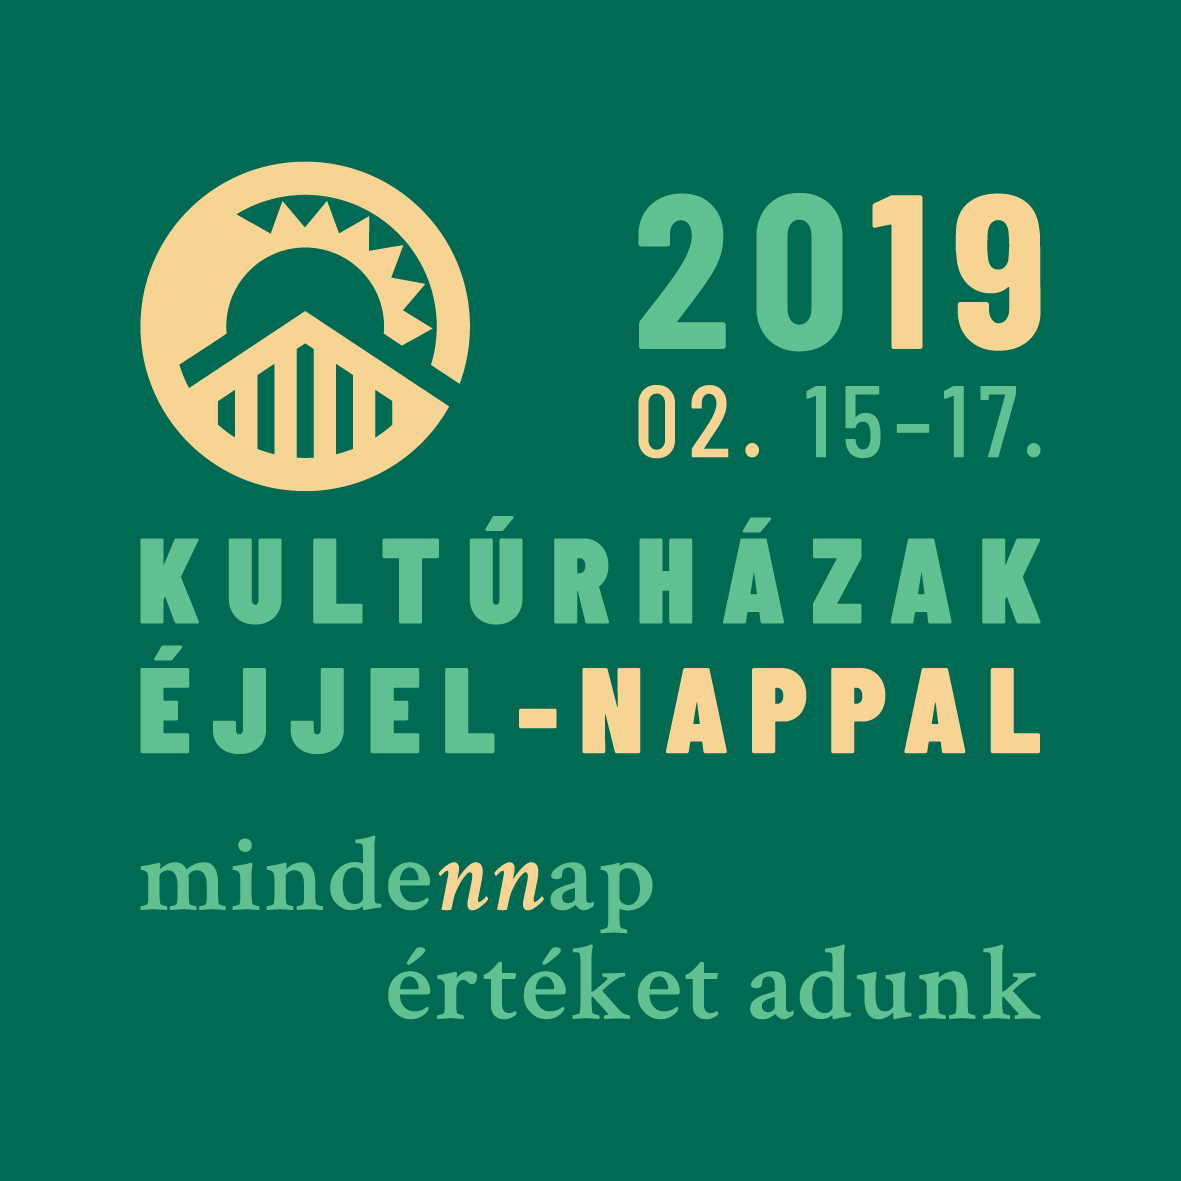 2019
02. 15–17.
KULTÚRHÁZAK
ÉJJEL-NAPPAL
mindennap
értéket adunk